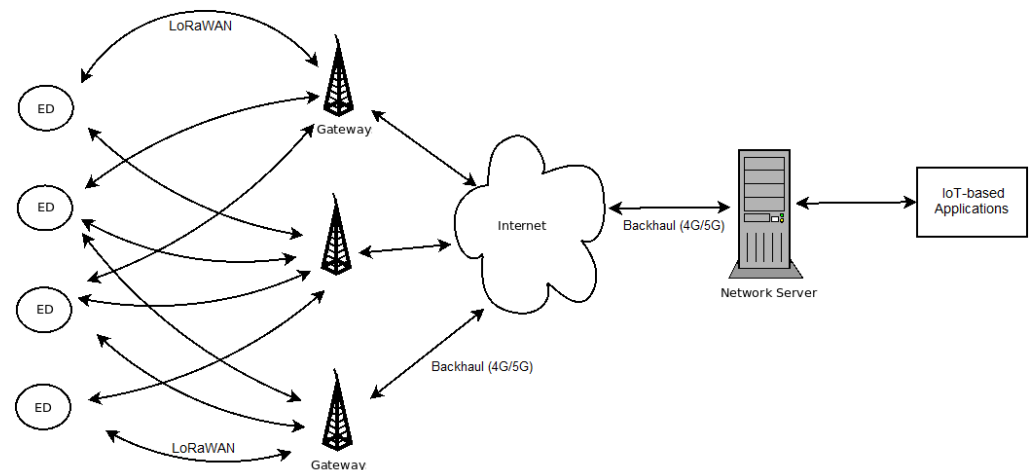 LoRaWAN
ED
Gateway
ED
Internet
Backhaul (4G/5G)
IoT-based
Applications
Network Server
ED
Backhaul (4G/5G)
ED
LoRaWAN
Gateway